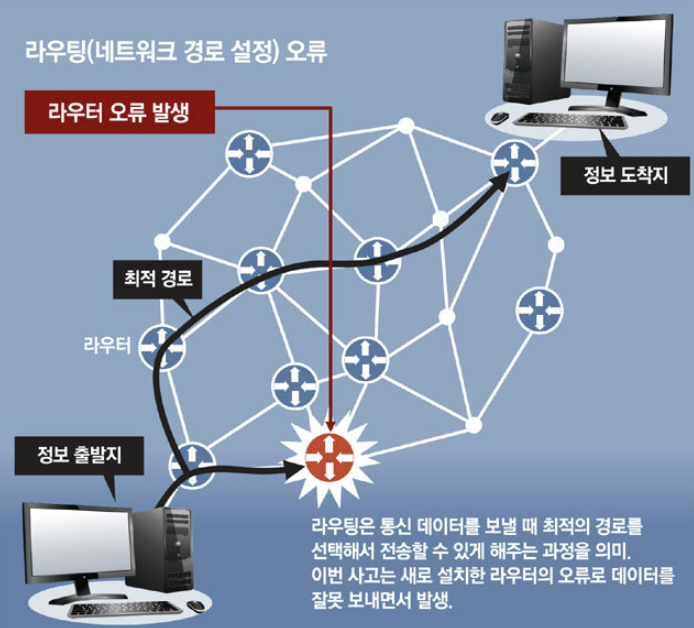 라우팅(네트워크 경로 설정) 오류
라우터 오류 발생
정보 도착지
최적 경로
라우터
정보 출발지
라우팅은 통신 데이터를 보낼 때 최적의 경로를
선택해서 전송할 수 있게 해주는 과정을 의미.
이번 사고는 새로 설치한 라우터의 오류로 데이터를
잘못 보내면서 발생.